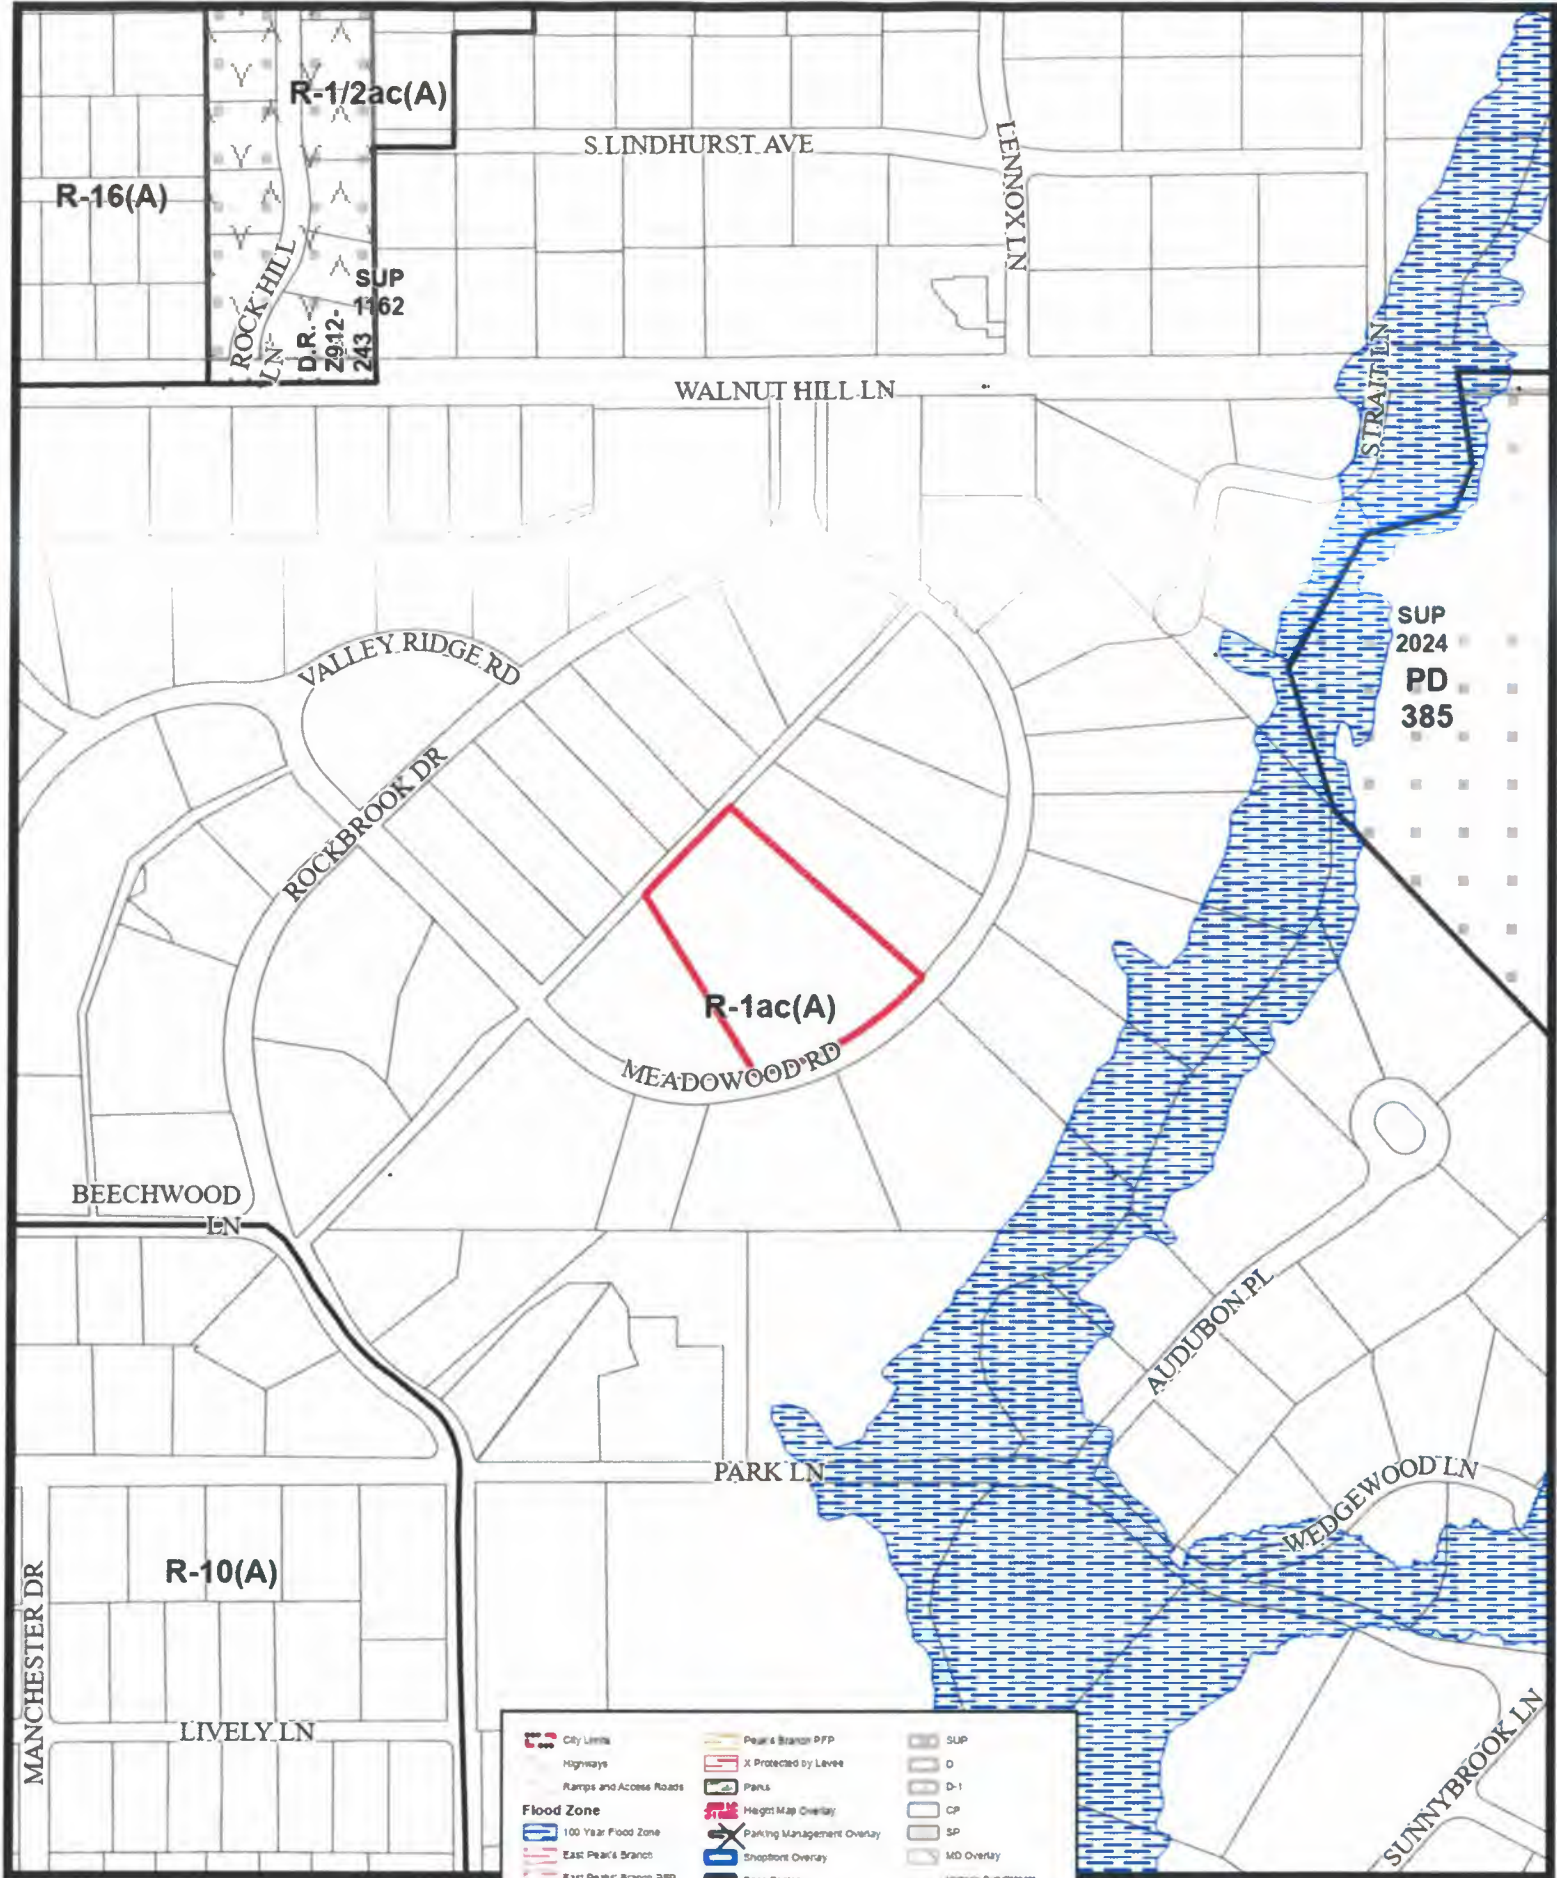 R-1/2ac(A)
S LINDHURST AVE
LENNOX LN
R-16(A)
ROCK HILL
LN
SUP
1162
D.R.
Z912-
243
WALNUT HILL LN
STRAIT LN
SUP
2024
PD
385
VALLEY RIDGE RD
ROCKBROOK DR
R-1ac(A)
MEADOWOOD RD
BEECHWOOD
LN
AUDUBON PL
PARK LN
WEDGEWOOD LN
R-10(A)
MANCHESTER DR
LIVELY LN
SUNNYBROOK LN
City Limits
Highways
Ramps and Access Roads
Flood Zone
100 Year Flood Zone
East Peak's Branch
Peak's Branch PFP
X Protected by Levee
Parks
Height Map Overlay
Parking Management Overlay
Shopfront Overlay
SUP
D
D-1
CP
SP
MD Overlay